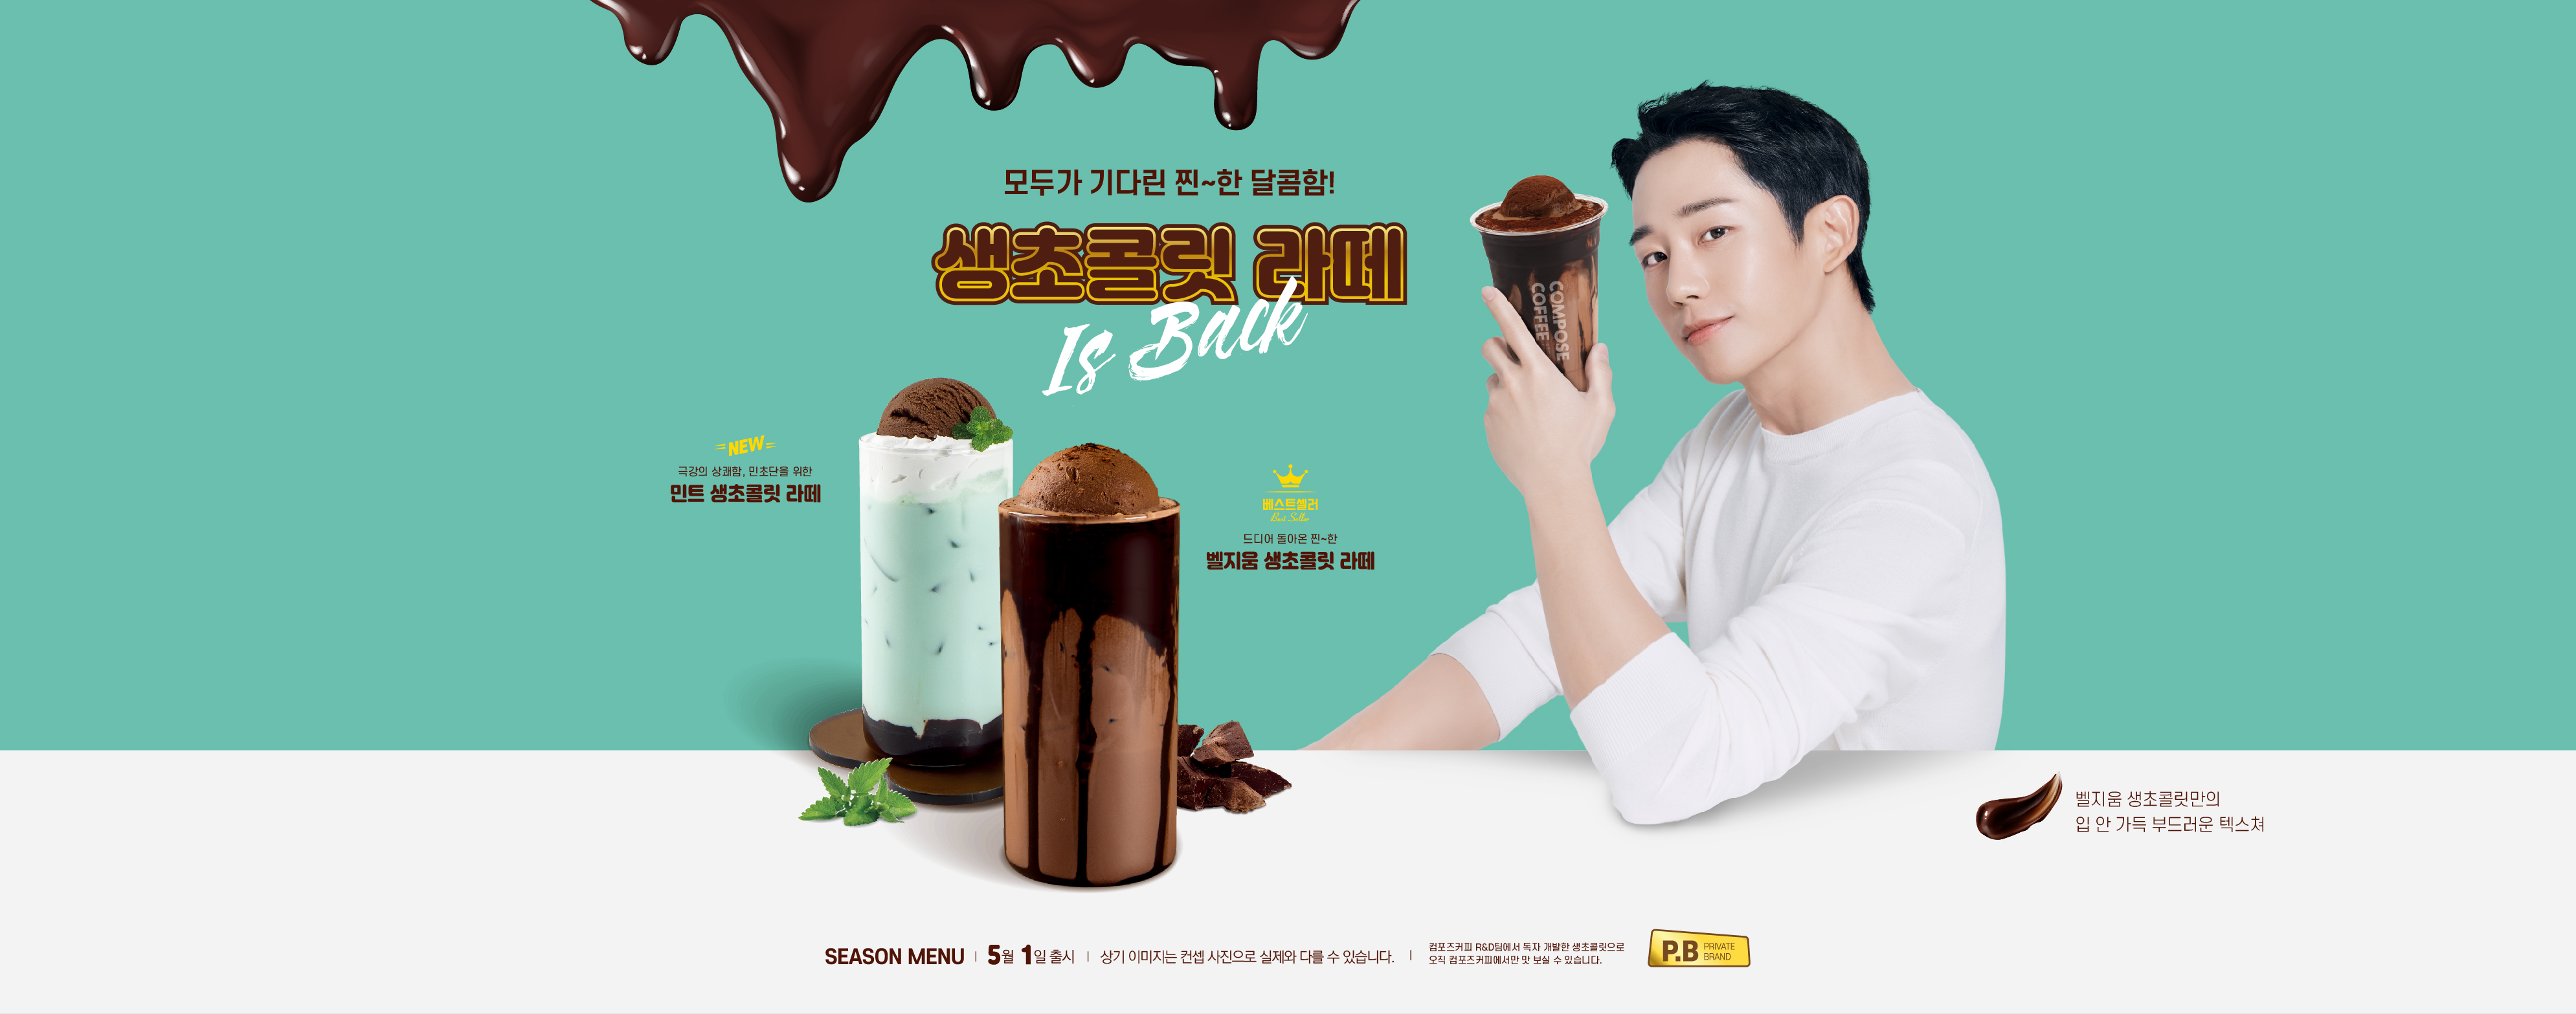 모두가 기다린 찐~한 달콤함!
생초콜릿 라떼
Is Back
COMPOSE
COFFEE
NEW
극강의 상쾌함, 민초단을 위한
민트 생초콜릿 라떼
베스트셀러
Best Seller
드디어 돌아온 찐~한
벨지움 생초콜릿 라떼
벨지움 생초콜릿만의
입 안 가득 부드러운 텍스쳐
SEASON MENU | 5월 1일 출시 | 상기 이미지는 컨셉 사진으로 실제와 다를 수 있습니다. |
컴포즈커피 R&D팀에서 독자 개발한 생초콜릿으로
오직 컴포즈커피에서만 맛 보실 수 있습니다.
P.B PRIVATE
BRAND